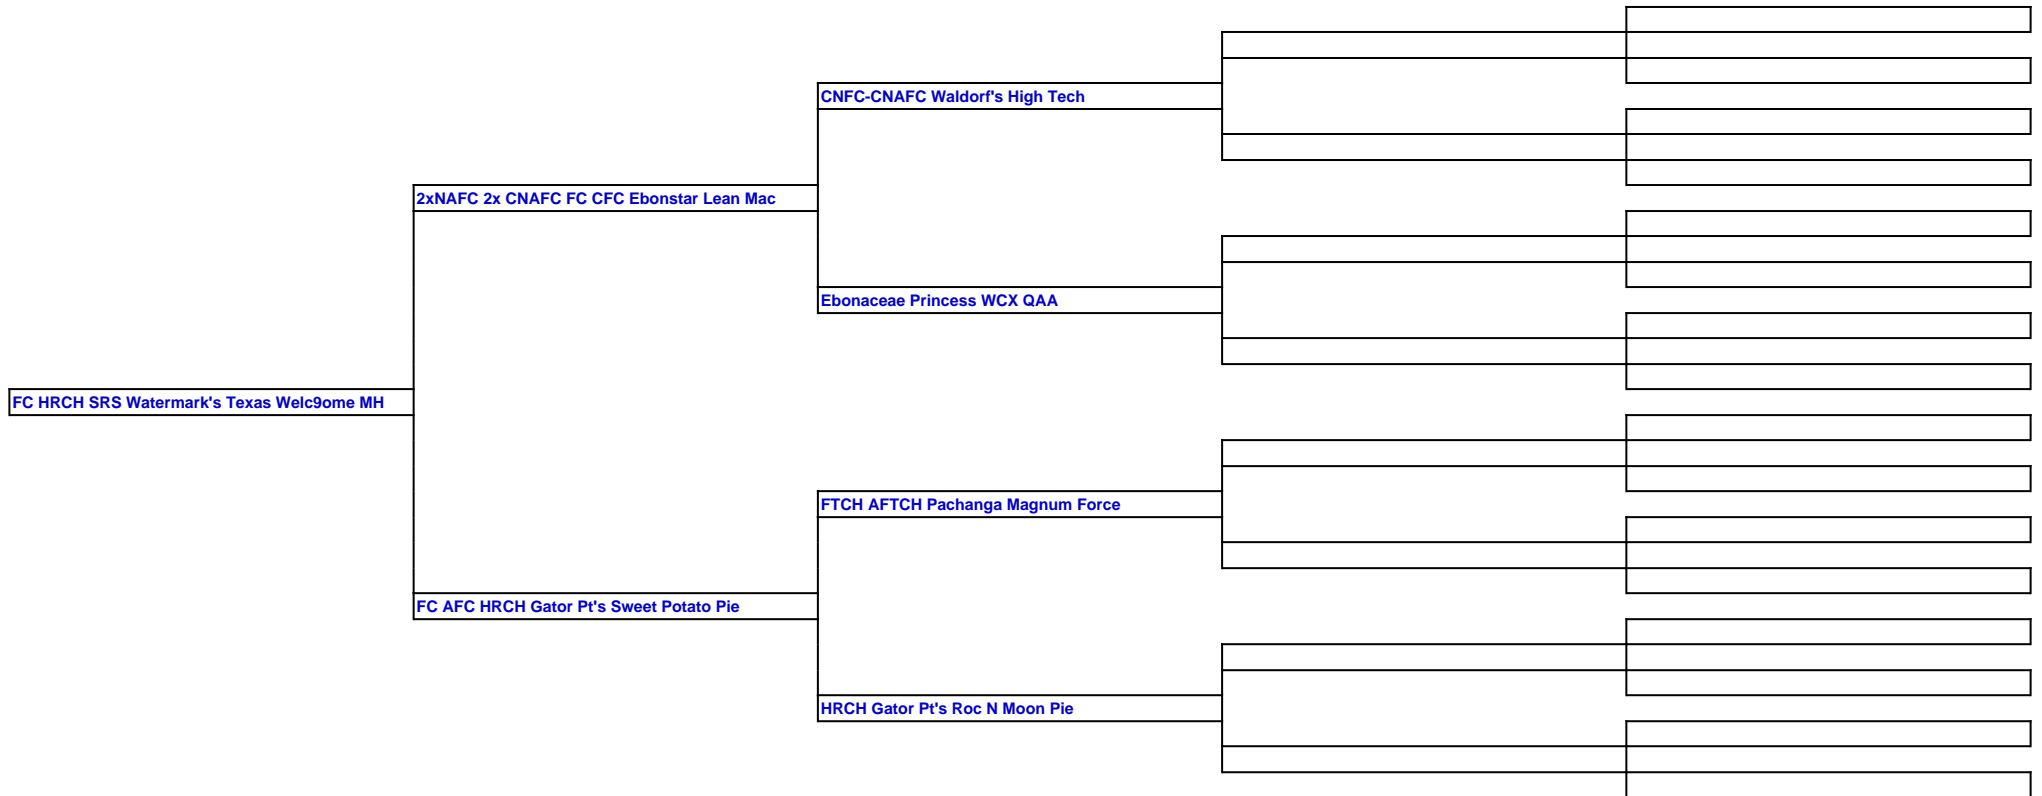 CNFC-CNAFC Waldorf's High Tech
2xNAFC 2x CNAFC FC CFC Ebonstar Lean Mac
Ebonaceae Princess WCX QAA
FC HRCH SRS Watermark's Texas Welc9ome MH
FTCH AFTCH Pachanga Magnum Force
FC AFC HRCH Gator Pt's Sweet Potato Pie
HRCH Gator Pt's Roc N Moon Pie